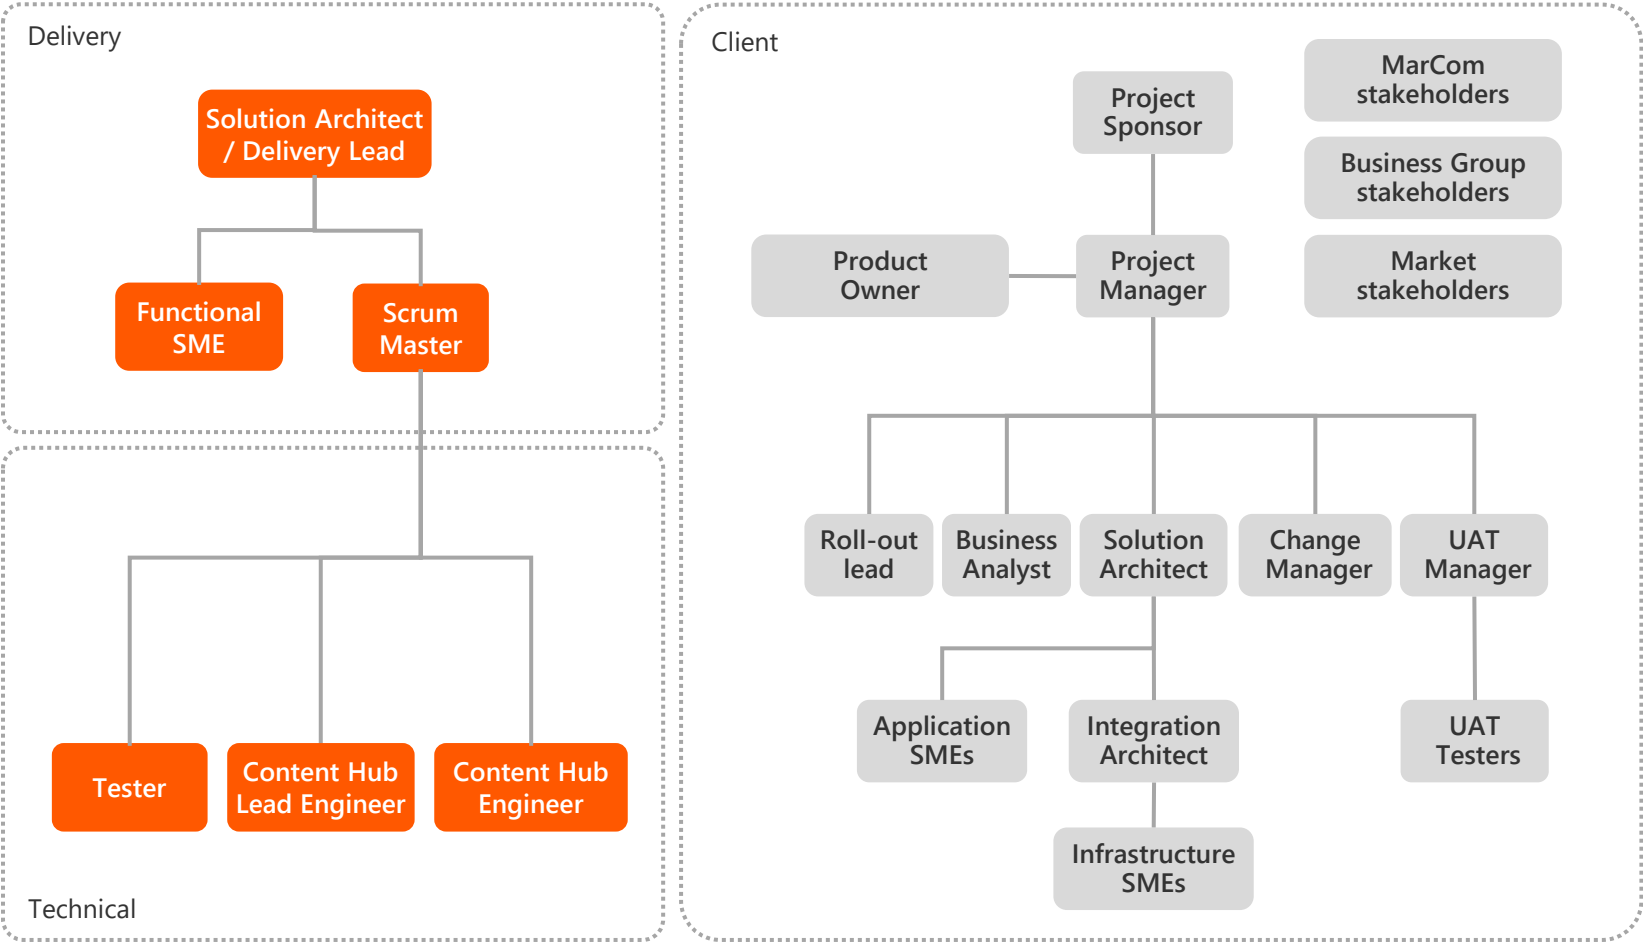 Delivery
Solution Architect
/ Delivery Lead
Functional
SME
Scrum
Master
Tester
Content Hub
Lead Engineer
Content Hub
Engineer
Technical
Client
Project
Sponsor
MarCom
stakeholders
Business Group
stakeholders
Market
stakeholders
Product
Owner
Project
Manager
Roll-out
lead
Business
Analyst
Solution
Architect
Change
Manager
UAT
Manager
Application
SMEs
Integration
Architect
UAT
Testers
Infrastructure
SMEs